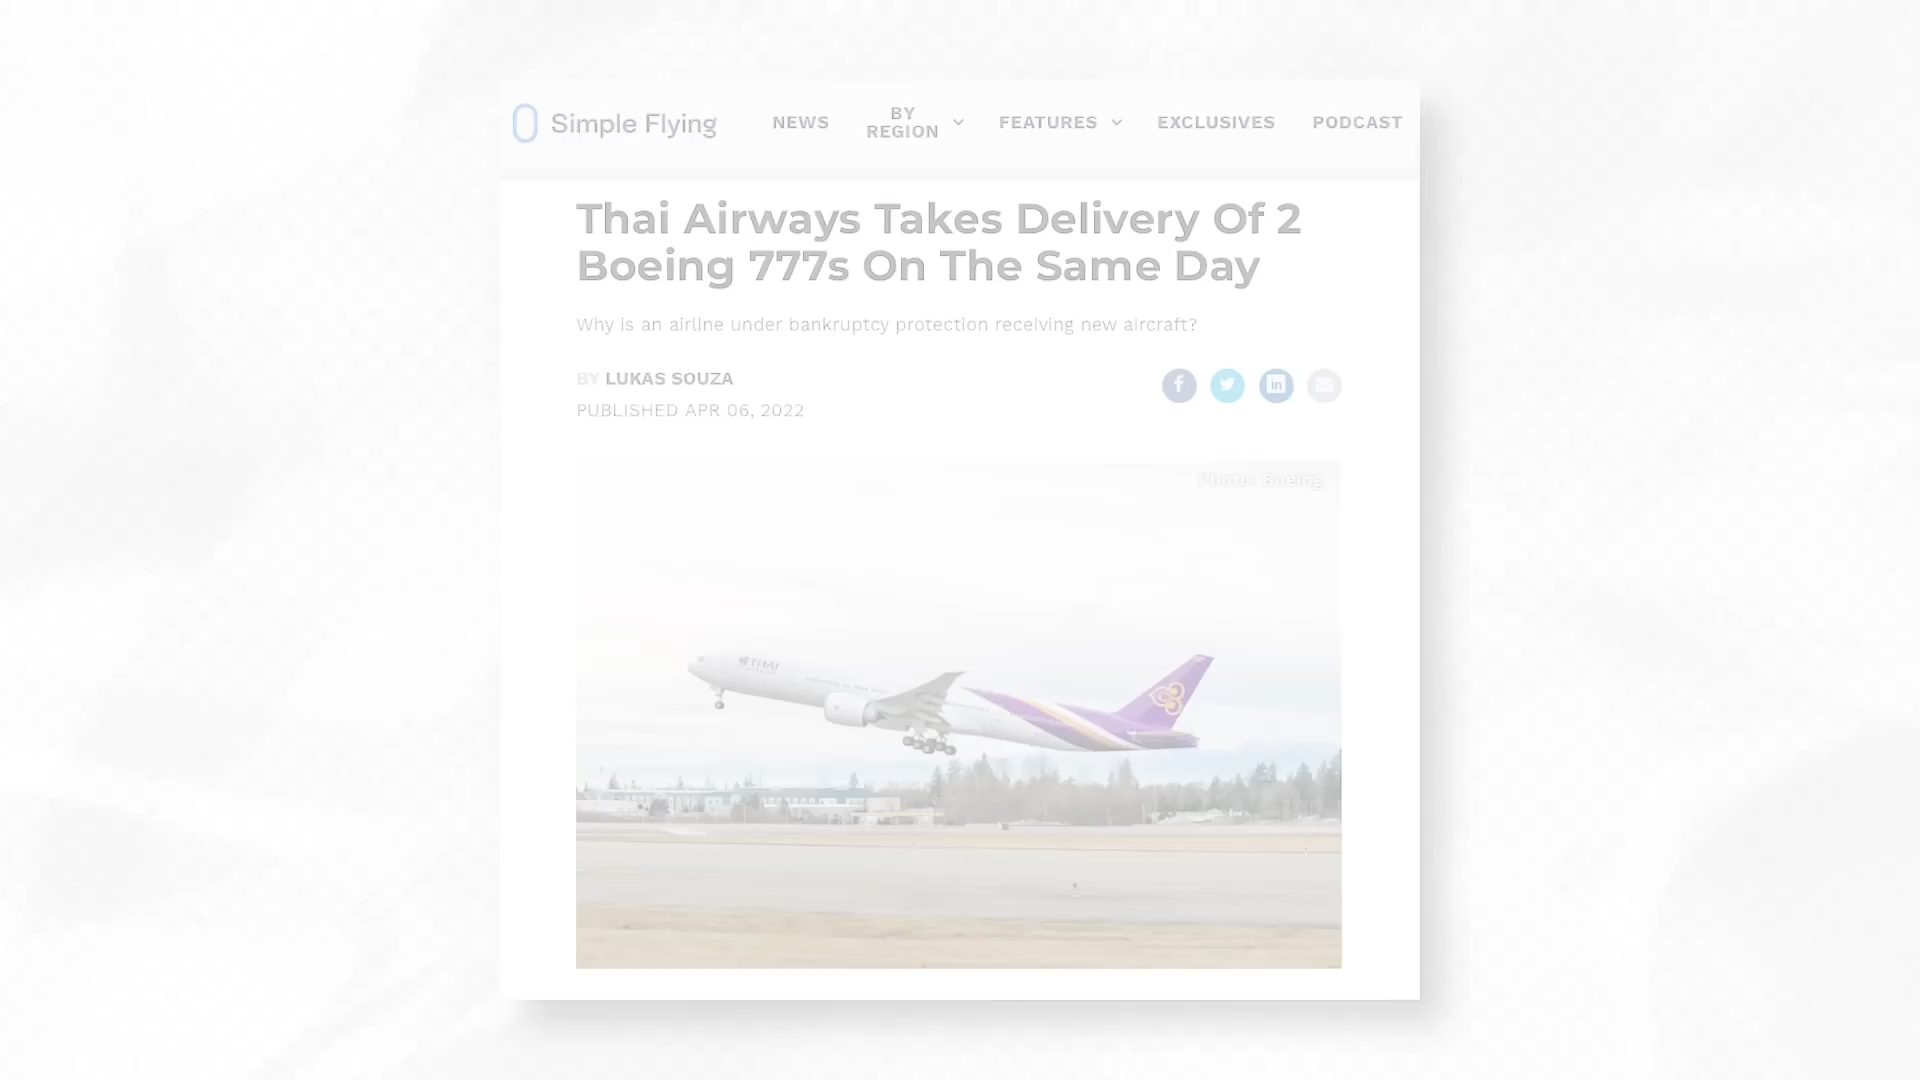 Simple Flying
NEWS
BY
REGION
FEATURES
EXCLUSIVES
PODCAST
Thai Airways Takes Delivery Of 2
Boeing 777s On The Same Day
Why is an airline under bankruptcy protection receiving new aircraft?
BY LUKAS SOUZA
PUBLISHED APR 06, 2022
f
in
Photo: Boeing
THAI